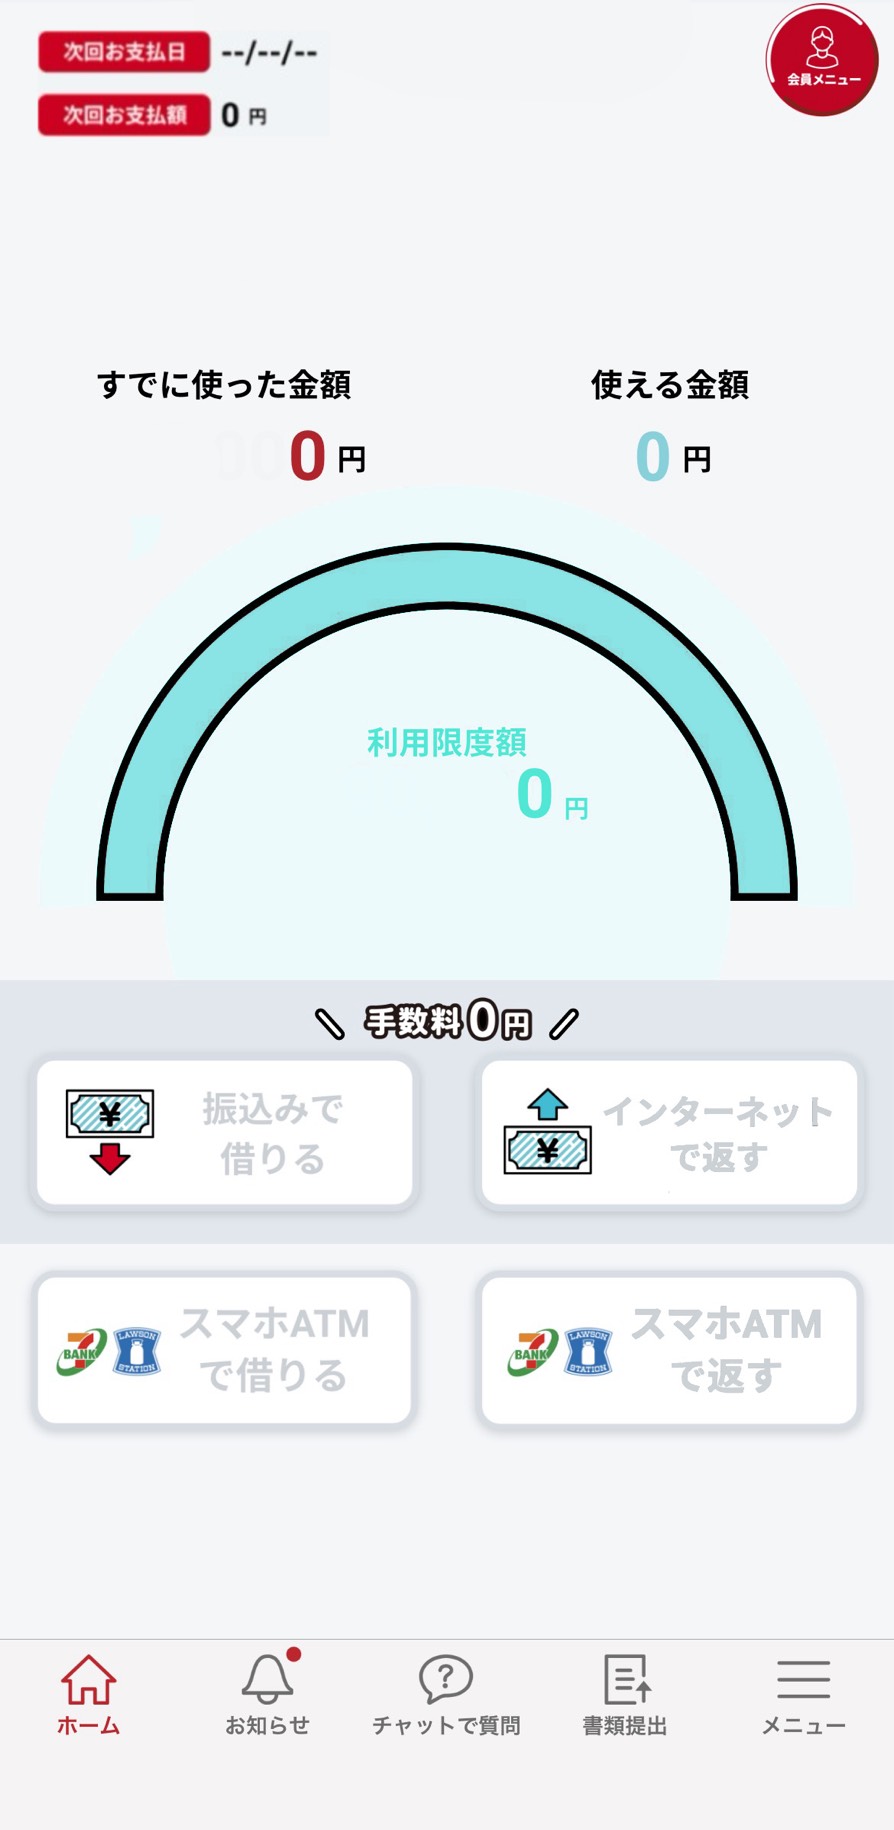 次回お支払日 --/--/--
会員メニュー
次回お支払額 0 円
すでに使った金額
使える金額
0 円
0 円
利用限度額
0 円
手数料0円
振込みで
借りる
インターネット
で返す
スマホATM
で借りる
スマホATM
で返す
7
BANK
LAWSON
STATION
7
BANK
LAWSON
STATION
ホーム
お知らせ
チャットで質問
書類提出
メニュー